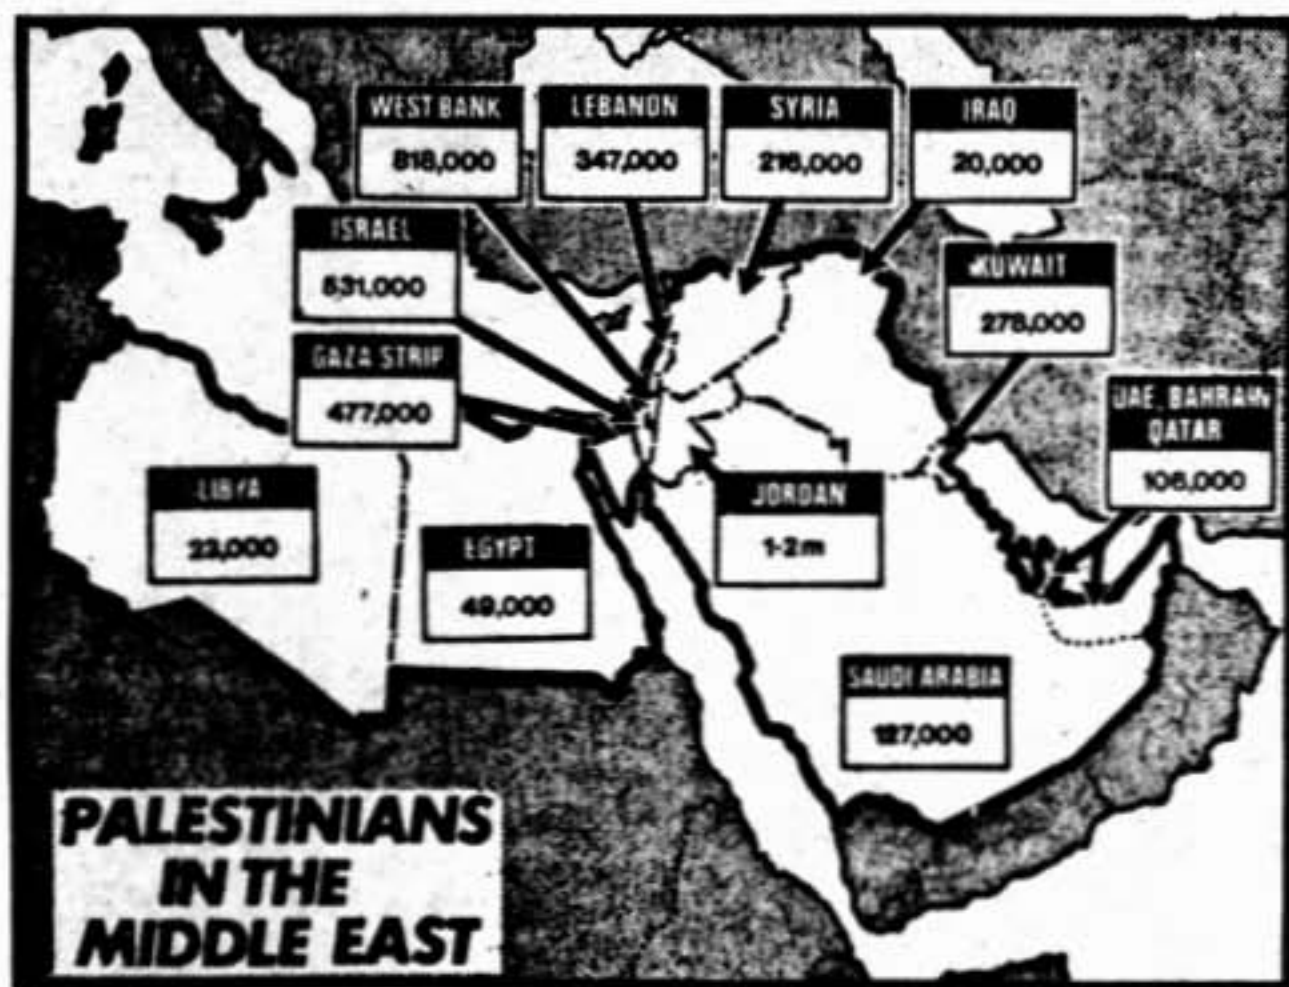 WEST BANK
818,000
LEBANON
347,000
SYRIA
216,000
IRAQ
20,000
ISRAEL
531,000
KUWAIT
278,000
GAZA STRIP
477,000
UAE, BAHRAIN,
QATAR
106,000
LIBYA
23,000
JORDAN
1-2m
EGYPT
49,000
SAUDI ARABIA
127,000
PALESTINIANS
IN THE
MIDDLE EAST